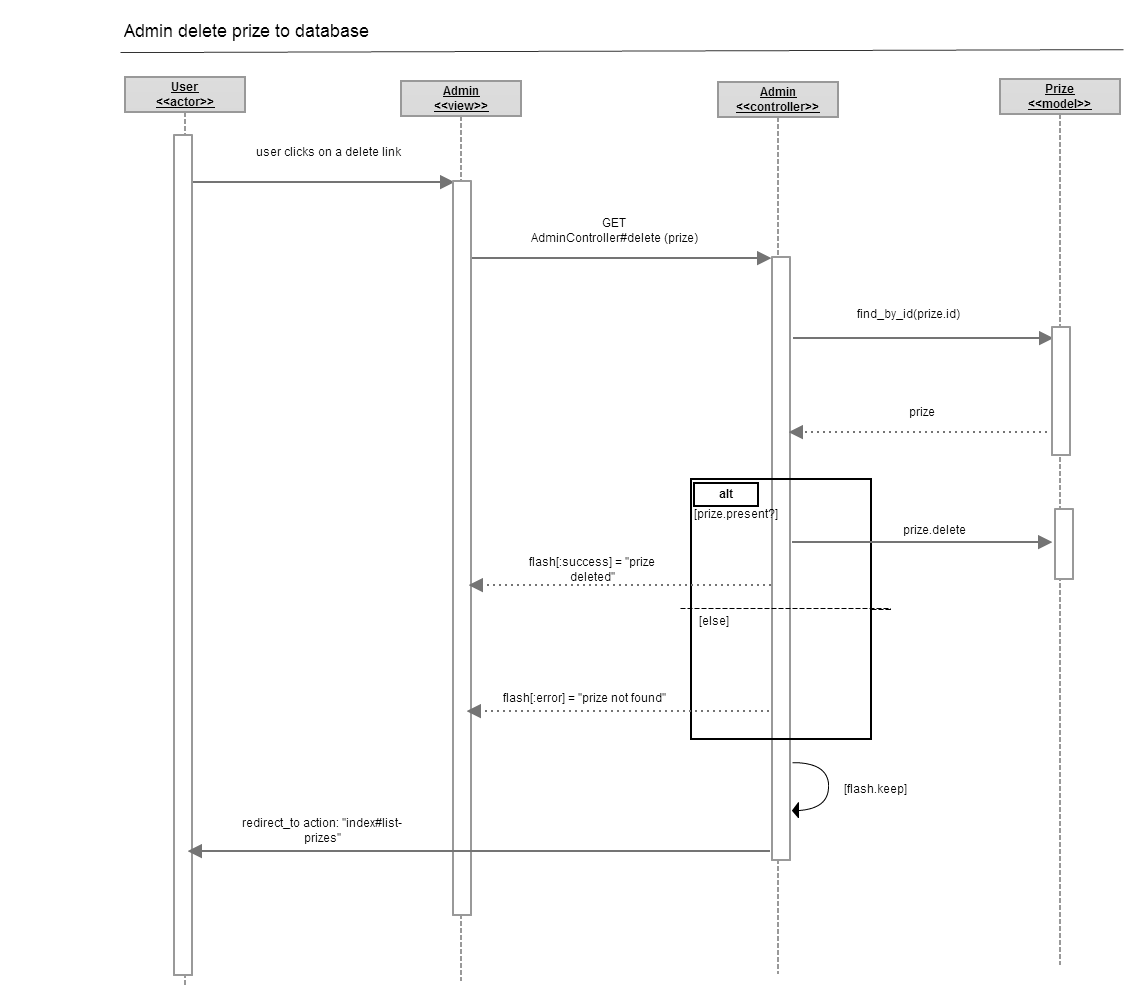 Admin delete prize to database
User
<<actor>>
Admin
<<view>>
Admin
<<controller>>
Prize
<<model>>
user clicks on a delete link
GET
AdminController#delete (prize)
find_by_id(prize.id)
prize
alt
[prize.present?]
prize.delete
flash[:success] = "prize
deleted"
[else]
flash[:error] = "prize not found"
[flash.keep]
redirect_to action: "index#list-
prizes"